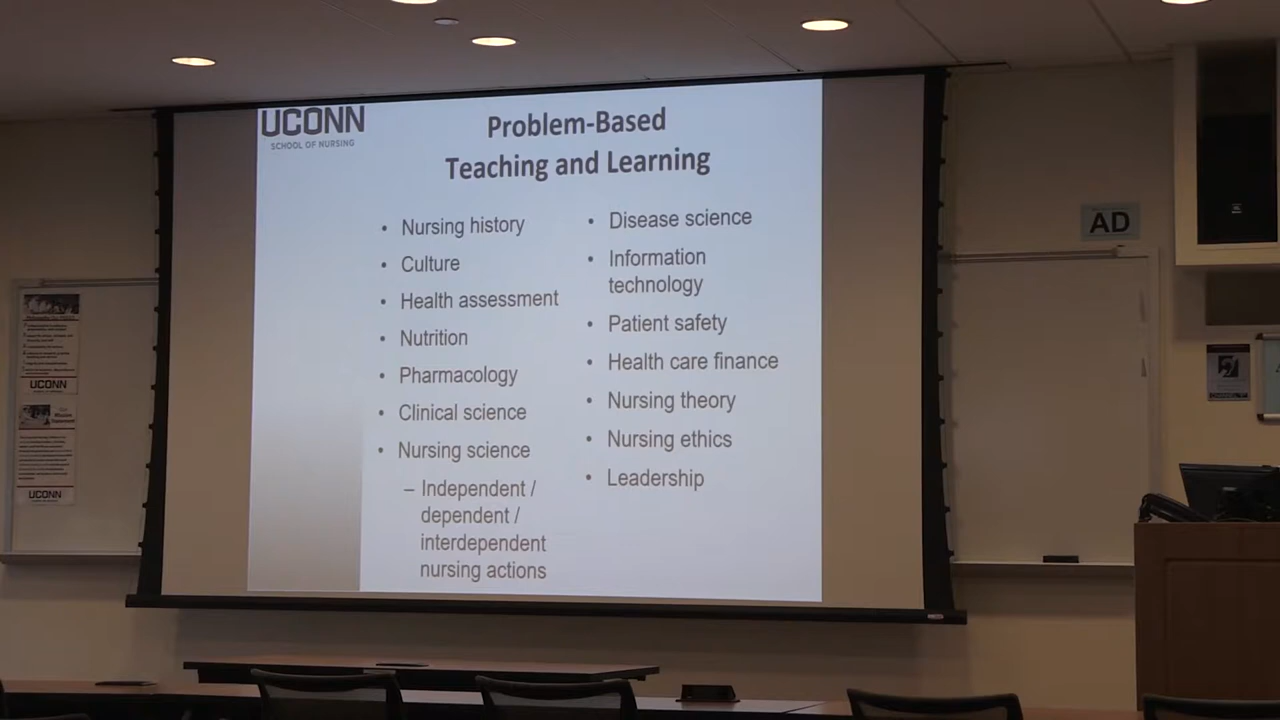 UCONN
SCHOOL OF NURSING
Problem-Based
Teaching and Learning
• Nursing history
• Culture
• Health assessment
• Nutrition
• Pharmacology
• Clinical science
• Nursing science
– Independent /
dependent /
interdependent
nursing actions
• Disease science
• Information
technology
• Patient safety
• Health care finance
• Nursing theory
• Nursing ethics
• Leadership
AD
UCONN
Mission
Statement
UCONN